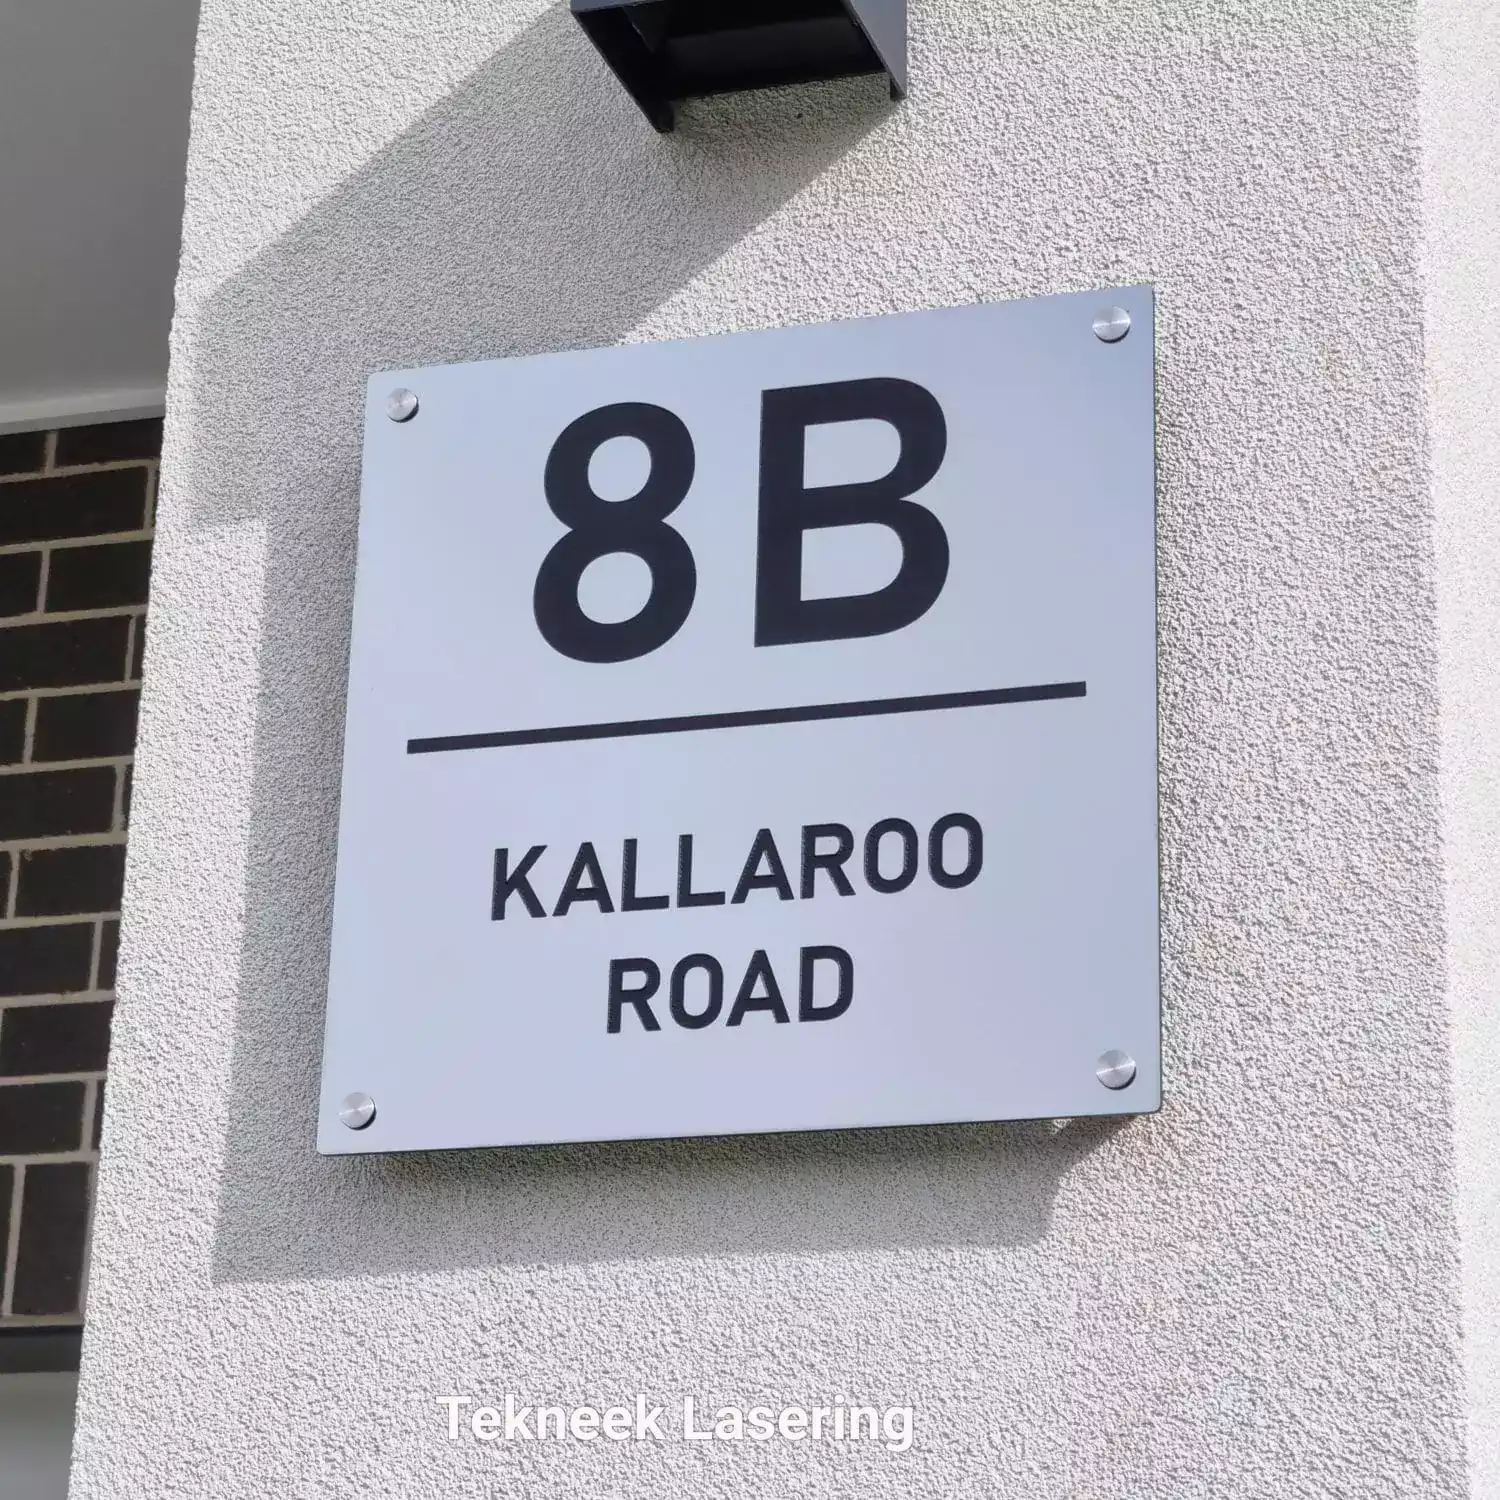 8B
KALLAROO
ROAD
Tekneek Lasering